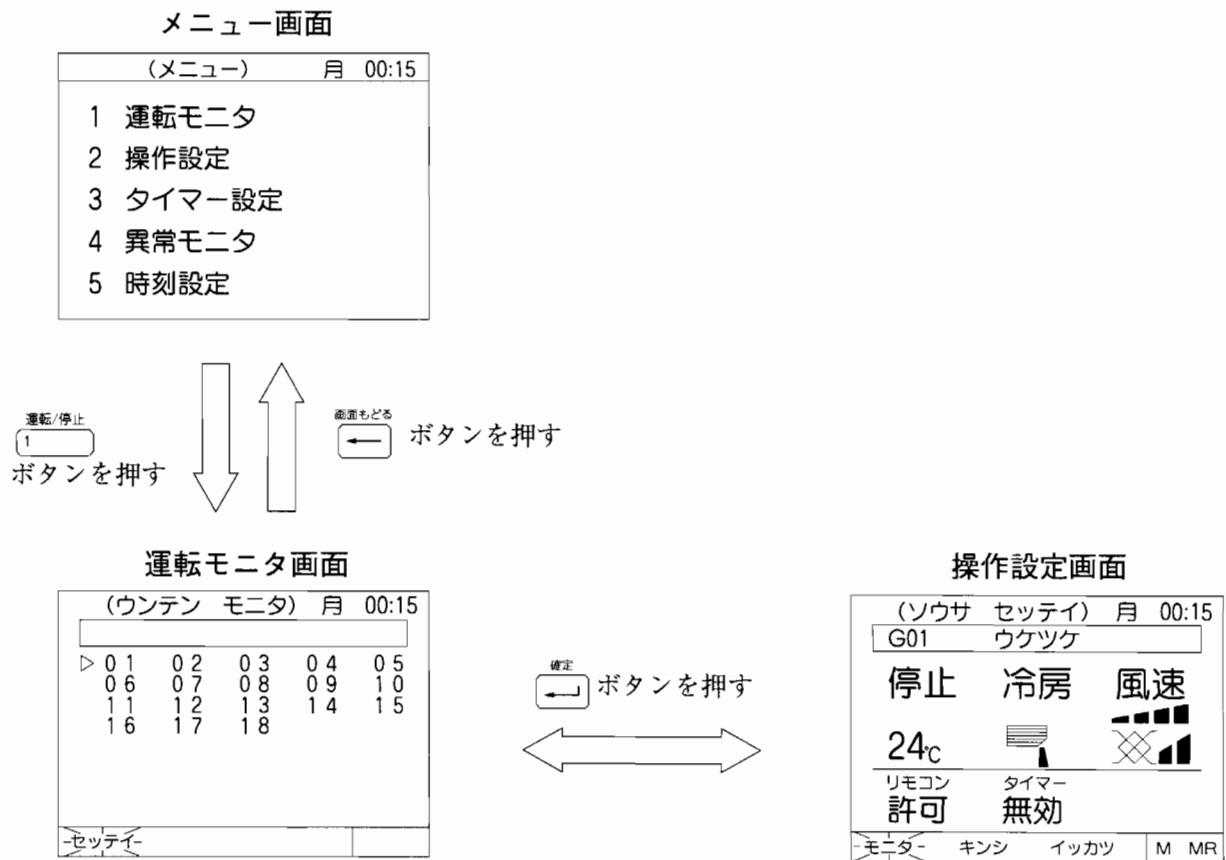 メニュー画面
(メニュー) 月 00:15
1 運転モニタ
2 操作設定
3 タイマー設定
4 異常モニタ
5 時刻設定
運転/停止
1
ボタンを押す
画面もどる
← ボタンを押す
運転モニタ画面
(ウンテン モニタ) 月 00:15
▷01 02 03 04 05
06 07 08 09 10
11 12 13 14 15
16 17 18
セッテイ
確定
ボタンを押す
操作設定画面
(ソウサ セッテイ) 月 00:15
G01 ウケツケ
停止 冷房 風速
24℃
リモコン タイマー
許可 無効
モニタ キンシ イッカツ M MR